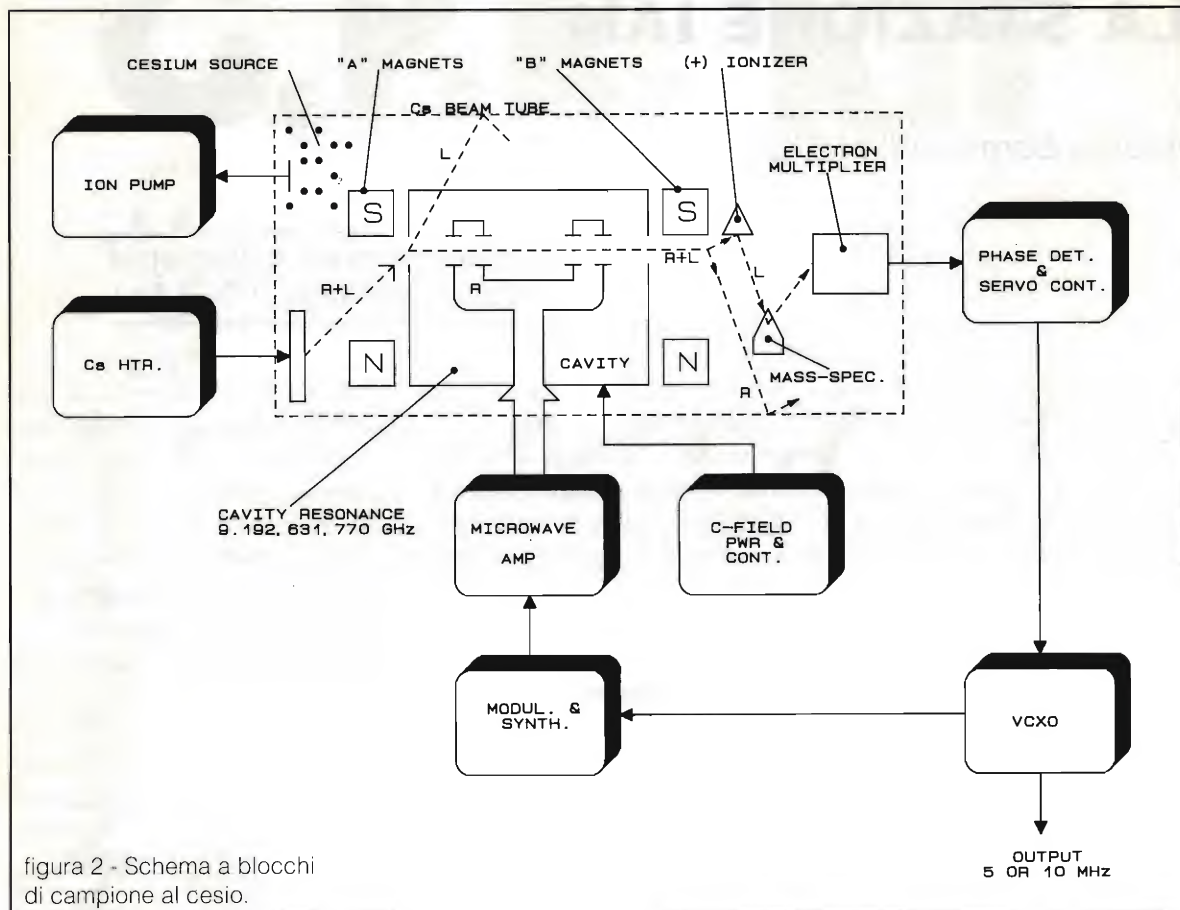 CESIUM SOURCE
"A" MAGNETS
"B" MAGNETS
(+) IONIZER
Cs BEAM TUBE
ION PUMP
L
S
S
ELECTRON
MULTIPLIER
PHASE DET.
&
SERVO CONT.
R+L
R
R+L
L
Cs HTR.
N
CAVITY
N
R
MASS-SPEC.
CAVITY RESONANCE
9.192,631,770 GHz
MICROWAVE
AMP
C-FIELD
PWR &
CONT.
MODUL. &
SYNTH.
VCXO
OUTPUT
5 OR 10 MHz
figura 2 - Schema a blocchi
di campione al cesio.